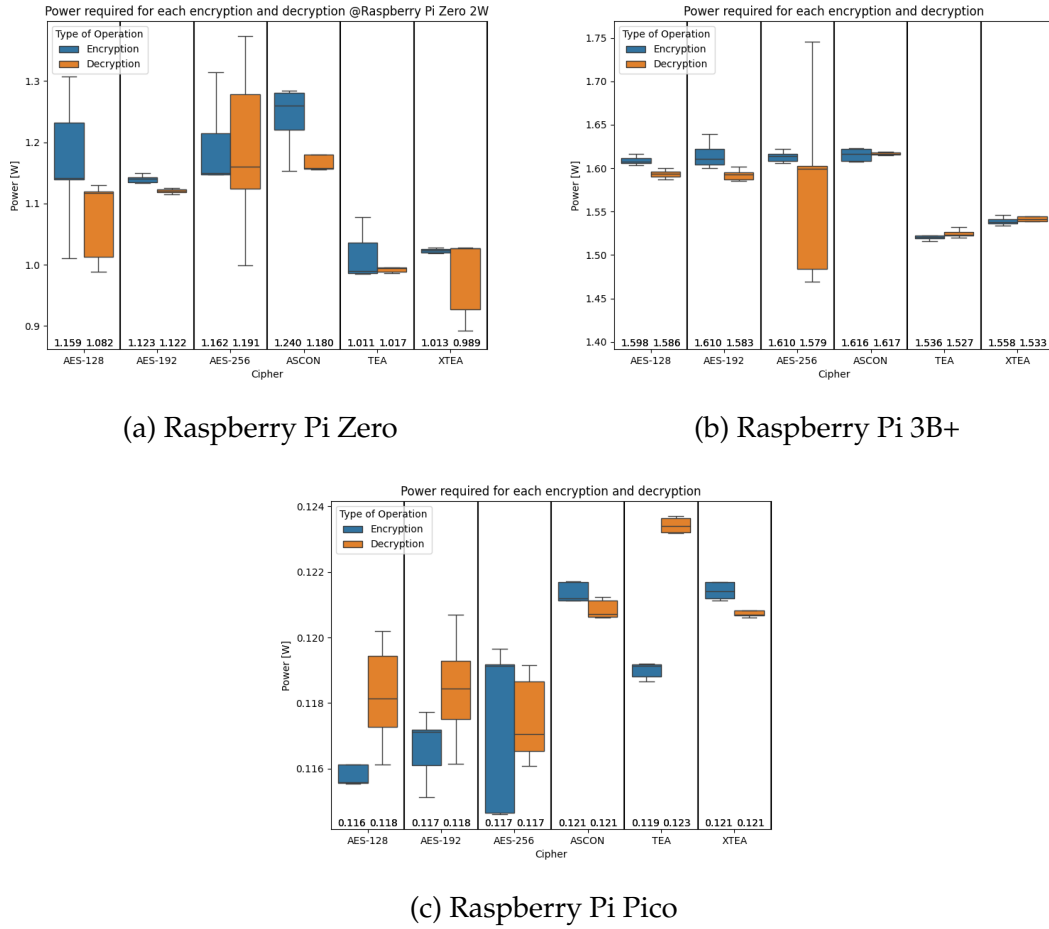 Power required for each encryption and decryption @Raspberry Pi Zero 2W
Type of Operation
Encryption
Decryption
Power [W]
1.3
1.2
1.1
1.0
0.9
1.159 1.082 1.123 1.122 1.162 1.191 1.240 1.180 1.011 1.017 1.013 0.989
AES-128 AES-192 AES-256 ASCON TEA XTEA
Cipher
(a) Raspberry Pi Zero
Power required for each encryption and decryption
Type of Operation
Encryption
Decryption
Power [W]
1.75
1.70
1.65
1.60
1.55
1.50
1.45
1.40
1.598 1.586 1.610 1.583 1.610 1.579 1.616 1.617 1.536 1.527 1.558 1.533
AES-128 AES-192 AES-256 ASCON TEA XTEA
Cipher
(b) Raspberry Pi 3B+
Power required for each encryption and decryption
Type of Operation
Encryption
Decryption
Power [W]
0.124
0.122
0.120
0.118
0.116
0.116 0.118 0.117 0.118 0.117 0.117 0.121 0.121 0.119 0.123 0.121 0.121
AES-128 AES-192 AES-256 ASCON TEA XTEA
Cipher
(c) Raspberry Pi Pico